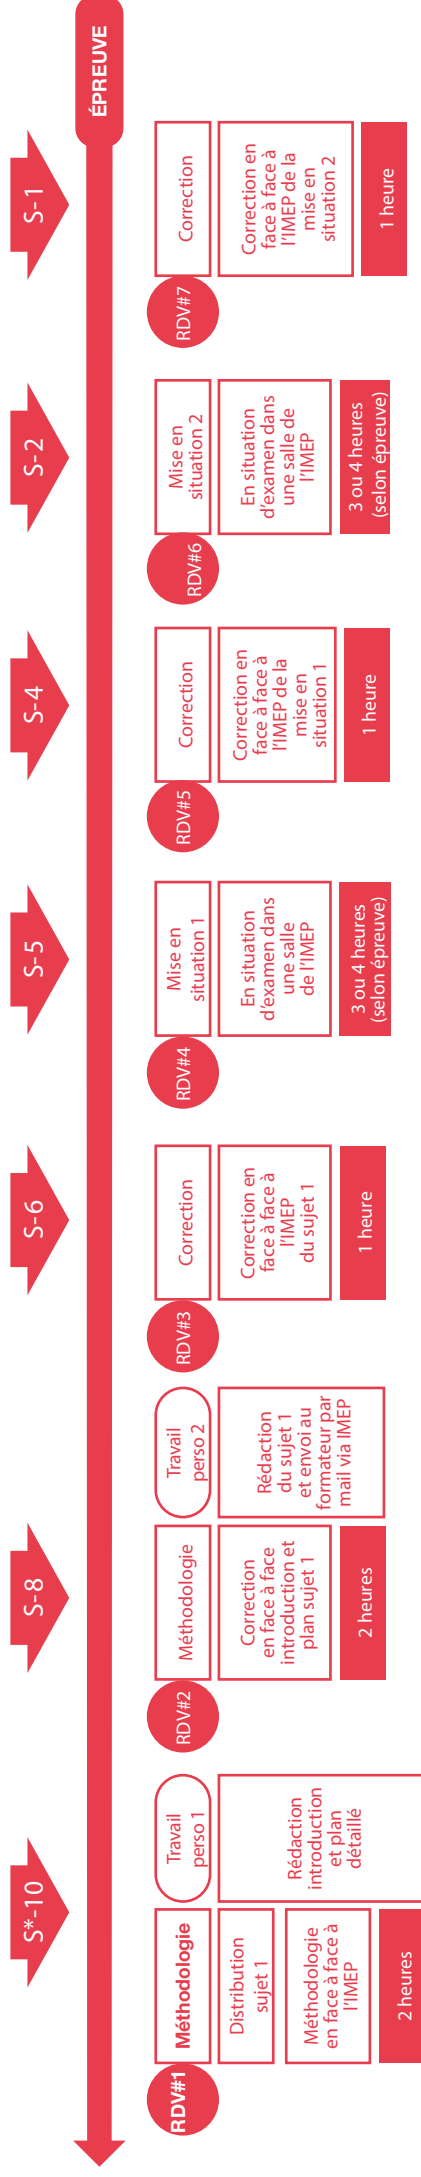 S*-10
S-8
S-6
S-5
S-4
S-2
S-1
ÉPREUVE
RDV#1
Méthodologie
Distribution
sujet 1
Méthodologie
en face à face à
l'IMEP
2 heures
Travail
perso 1
Rédaction
introduction
et plan
détaillé
RDV#2
Méthodologie
Correction
en face à face
introduction et
plan sujet 1
2 heures
Travail
perso 2
Rédaction
du sujet 1
et envoi au
formateur par
mail via IMEP
RDV#3
Correction
Correction en
face à face à
l'IMEP
du sujet 1
1 heure
RDV#4
Mise en
situation 1
En situation
d'examen dans
une salle
de l'IMEP
3 ou 4 heures
(selon épreuve)
RDV#5
Correction
Correction en
face à face à
l'IMEP de la
mise en
situation 1
1 heure
RDV#6
Mise en
situation 2
En situation
d'examen dans
une salle de
l'IMEP
3 ou 4 heures
(selon épreuve)
RDV#7
Correction
Correction en
face à face à
l'IMEP de la
mise en
situation 2
1 heure